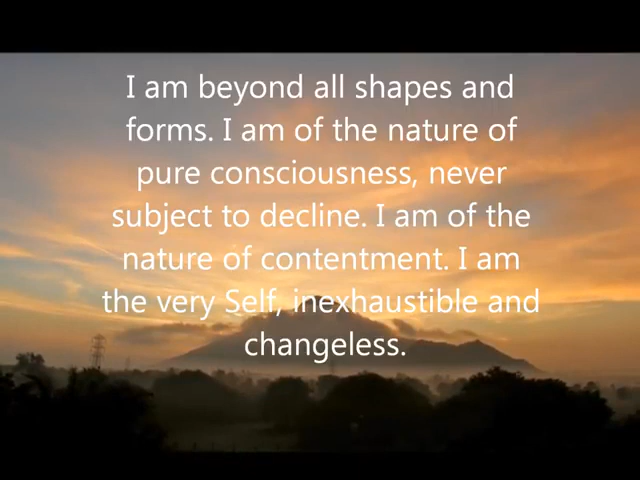 I am beyond all shapes and
forms. I am of the nature of
pure consciousness, never
subject to decline. I am of the
nature of contentment. I am
the very Self, inexhaustible and
changeless.